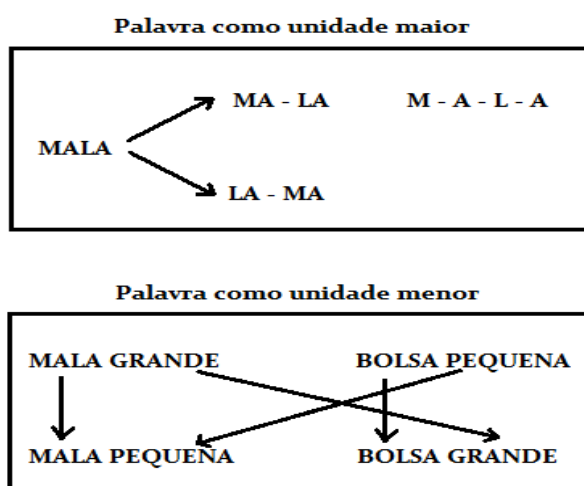 Palavra como unidade maior
MA - LA M - A - L - A
MALA
LA - MA
Palavra como unidade menor
MALA GRANDE BOLSA PEQUENA
MALA PEQUENA BOLSA GRANDE